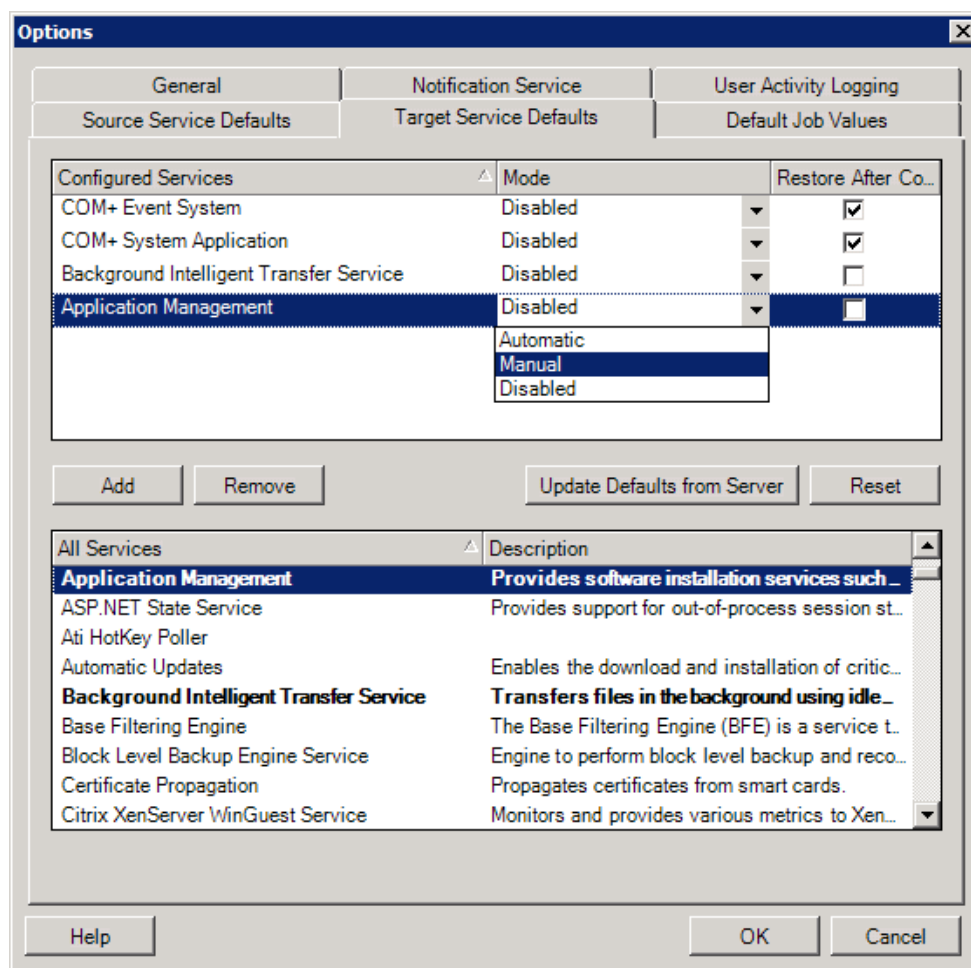 Options
General Notification Service User Activity Logging
Source Service Defaults Target Service Defaults Default Job Values
Configured Services Mode Restore After Co...
COM+ Event System Disabled
COM+ System Application Disabled
Background Intelligent Transfer Service Disabled
Application Management Disabled
Automatic
Manual
Disabled
Add Remove Update Defaults from Server Reset
All Services Description
Application Management Provides software installation services such ...
ASP.NET State Service Provides support for out-of-process session st...
Ati HotKey Poller
Automatic Updates Enables the download and installation of critic...
Background Intelligent Transfer Service Transfers files in the background using idle...
Base Filtering Engine The Base Filtering Engine (BFE) is a service t...
Block Level Backup Engine Service Engine to perform block level backup and reco...
Certificate Propagation Propagates certificates from smart cards.
Citrix XenServer WinGuest Service Monitors and provides various metrics to Xen...
Help OK Cancel